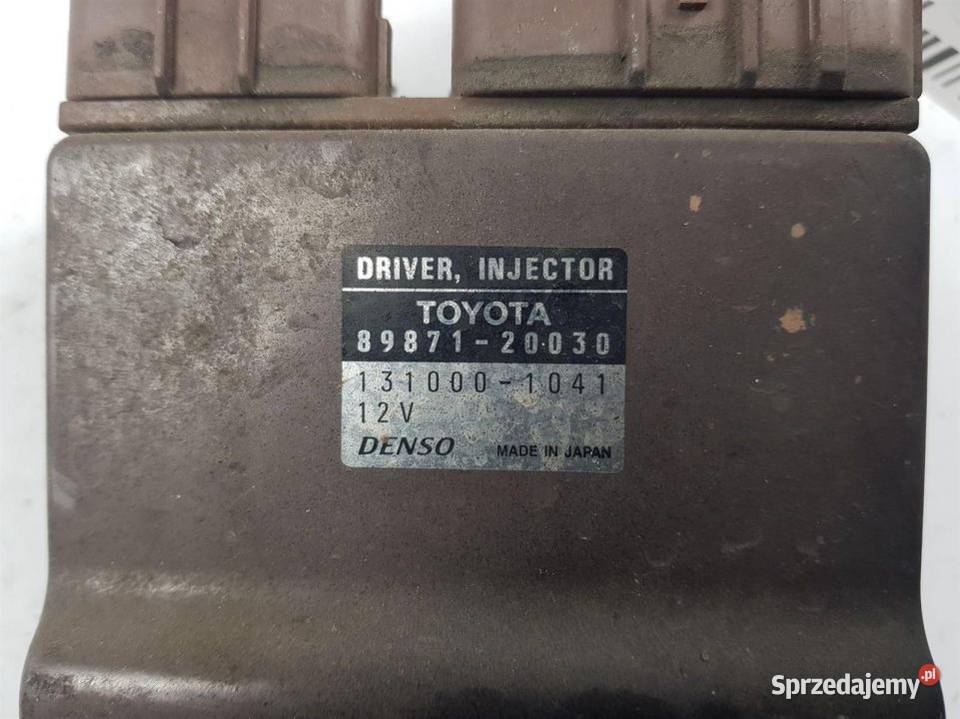 DRIVER, INJECTOR
TOYOTA
89871-20030
131000-1041
12V
DENSO MADE IN JAPAN
Sprzedajemy.pl